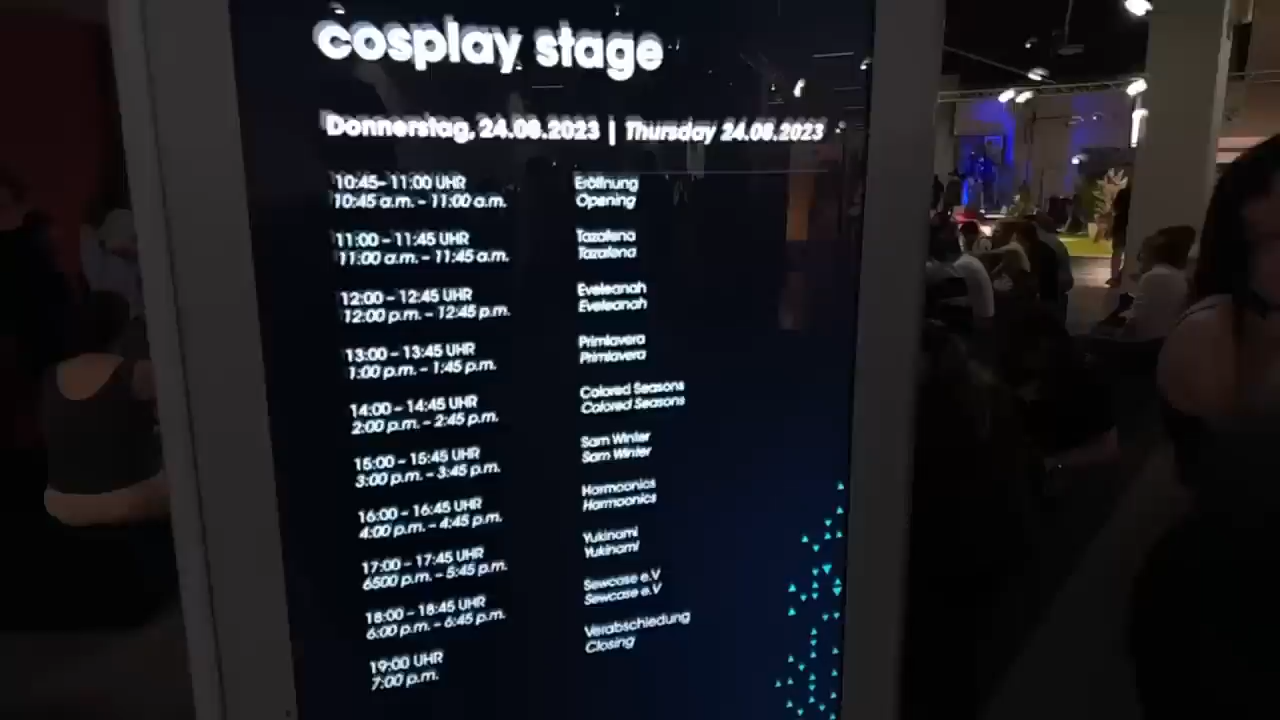 cosplay stage
Donnerstag, 24.08.2023 | Thursday 24.08.2023
10:45– 11:00 UHR Eröffnung
10:45 a.m. – 11:00 a.m. Opening
11:00 – 11:45 UHR Tazalena
11:00 a.m. – 11:45 a.m. Tazalena
12:00 – 12:45 UHR Eveleanah
12:00 p.m. – 12:45 p.m. Eveleanah
13:00 – 13:45 UHR Primlavera
1:00 p.m. – 1:45 p.m. Primlavera
14:00 – 14:45 UHR Colored Seasons
2:00 p.m. – 2:45 p.m. Colored Seasons
15:00 – 15:45 UHR Sam Winter
3:00 p.m. – 3:45 p.m. Sam Winter
16:00 – 16:45 UHR Harmoonics
4:00 p.m. – 4:45 p.m. Harmoonics
17:00 – 17:45 UHR Yukinami
6500 p.m. – 5:45 p.m. Yukinami
18:00 – 18:45 UHR Sewcase e.V
6:00 p.m. – 6:45 p.m. Sewcase e.V
19:00 UHR Verabschiedung
7:00 p.m. Closing